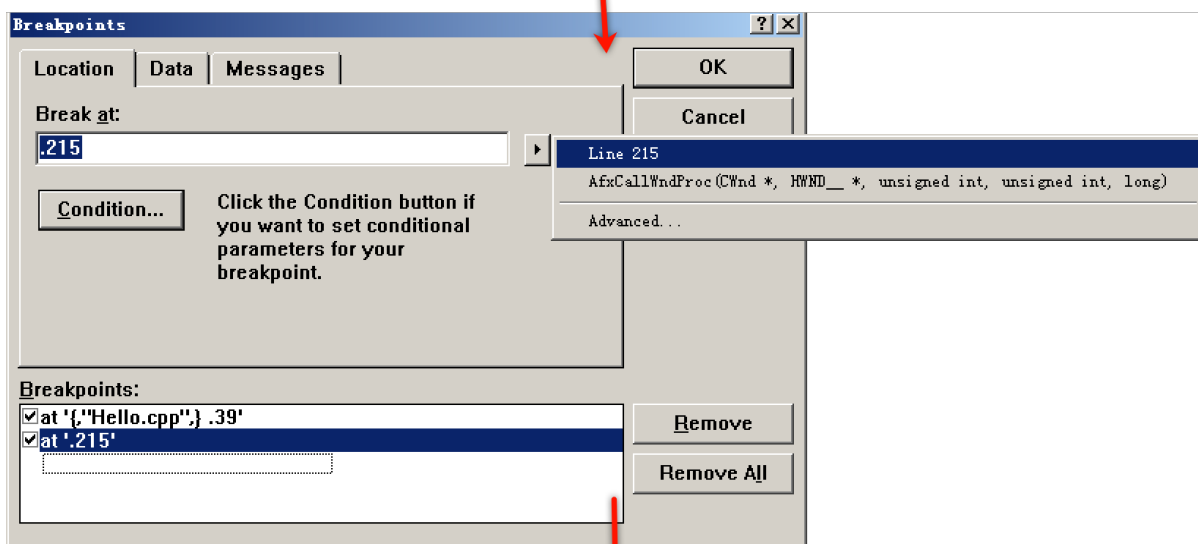 Breakpoints
Location Data Messages
OK
Break at:
Cancel
.215
Line 215
AfxCallWndProc(CWnd *, HWND__ *, unsigned int, unsigned int, long)
Advanced...
Condition...
Click the Condition button if
you want to set conditional
parameters for your
breakpoint.
Breakpoints:
at '{,"Hello.cpp",} .39'
at '.215'
Remove
Remove All